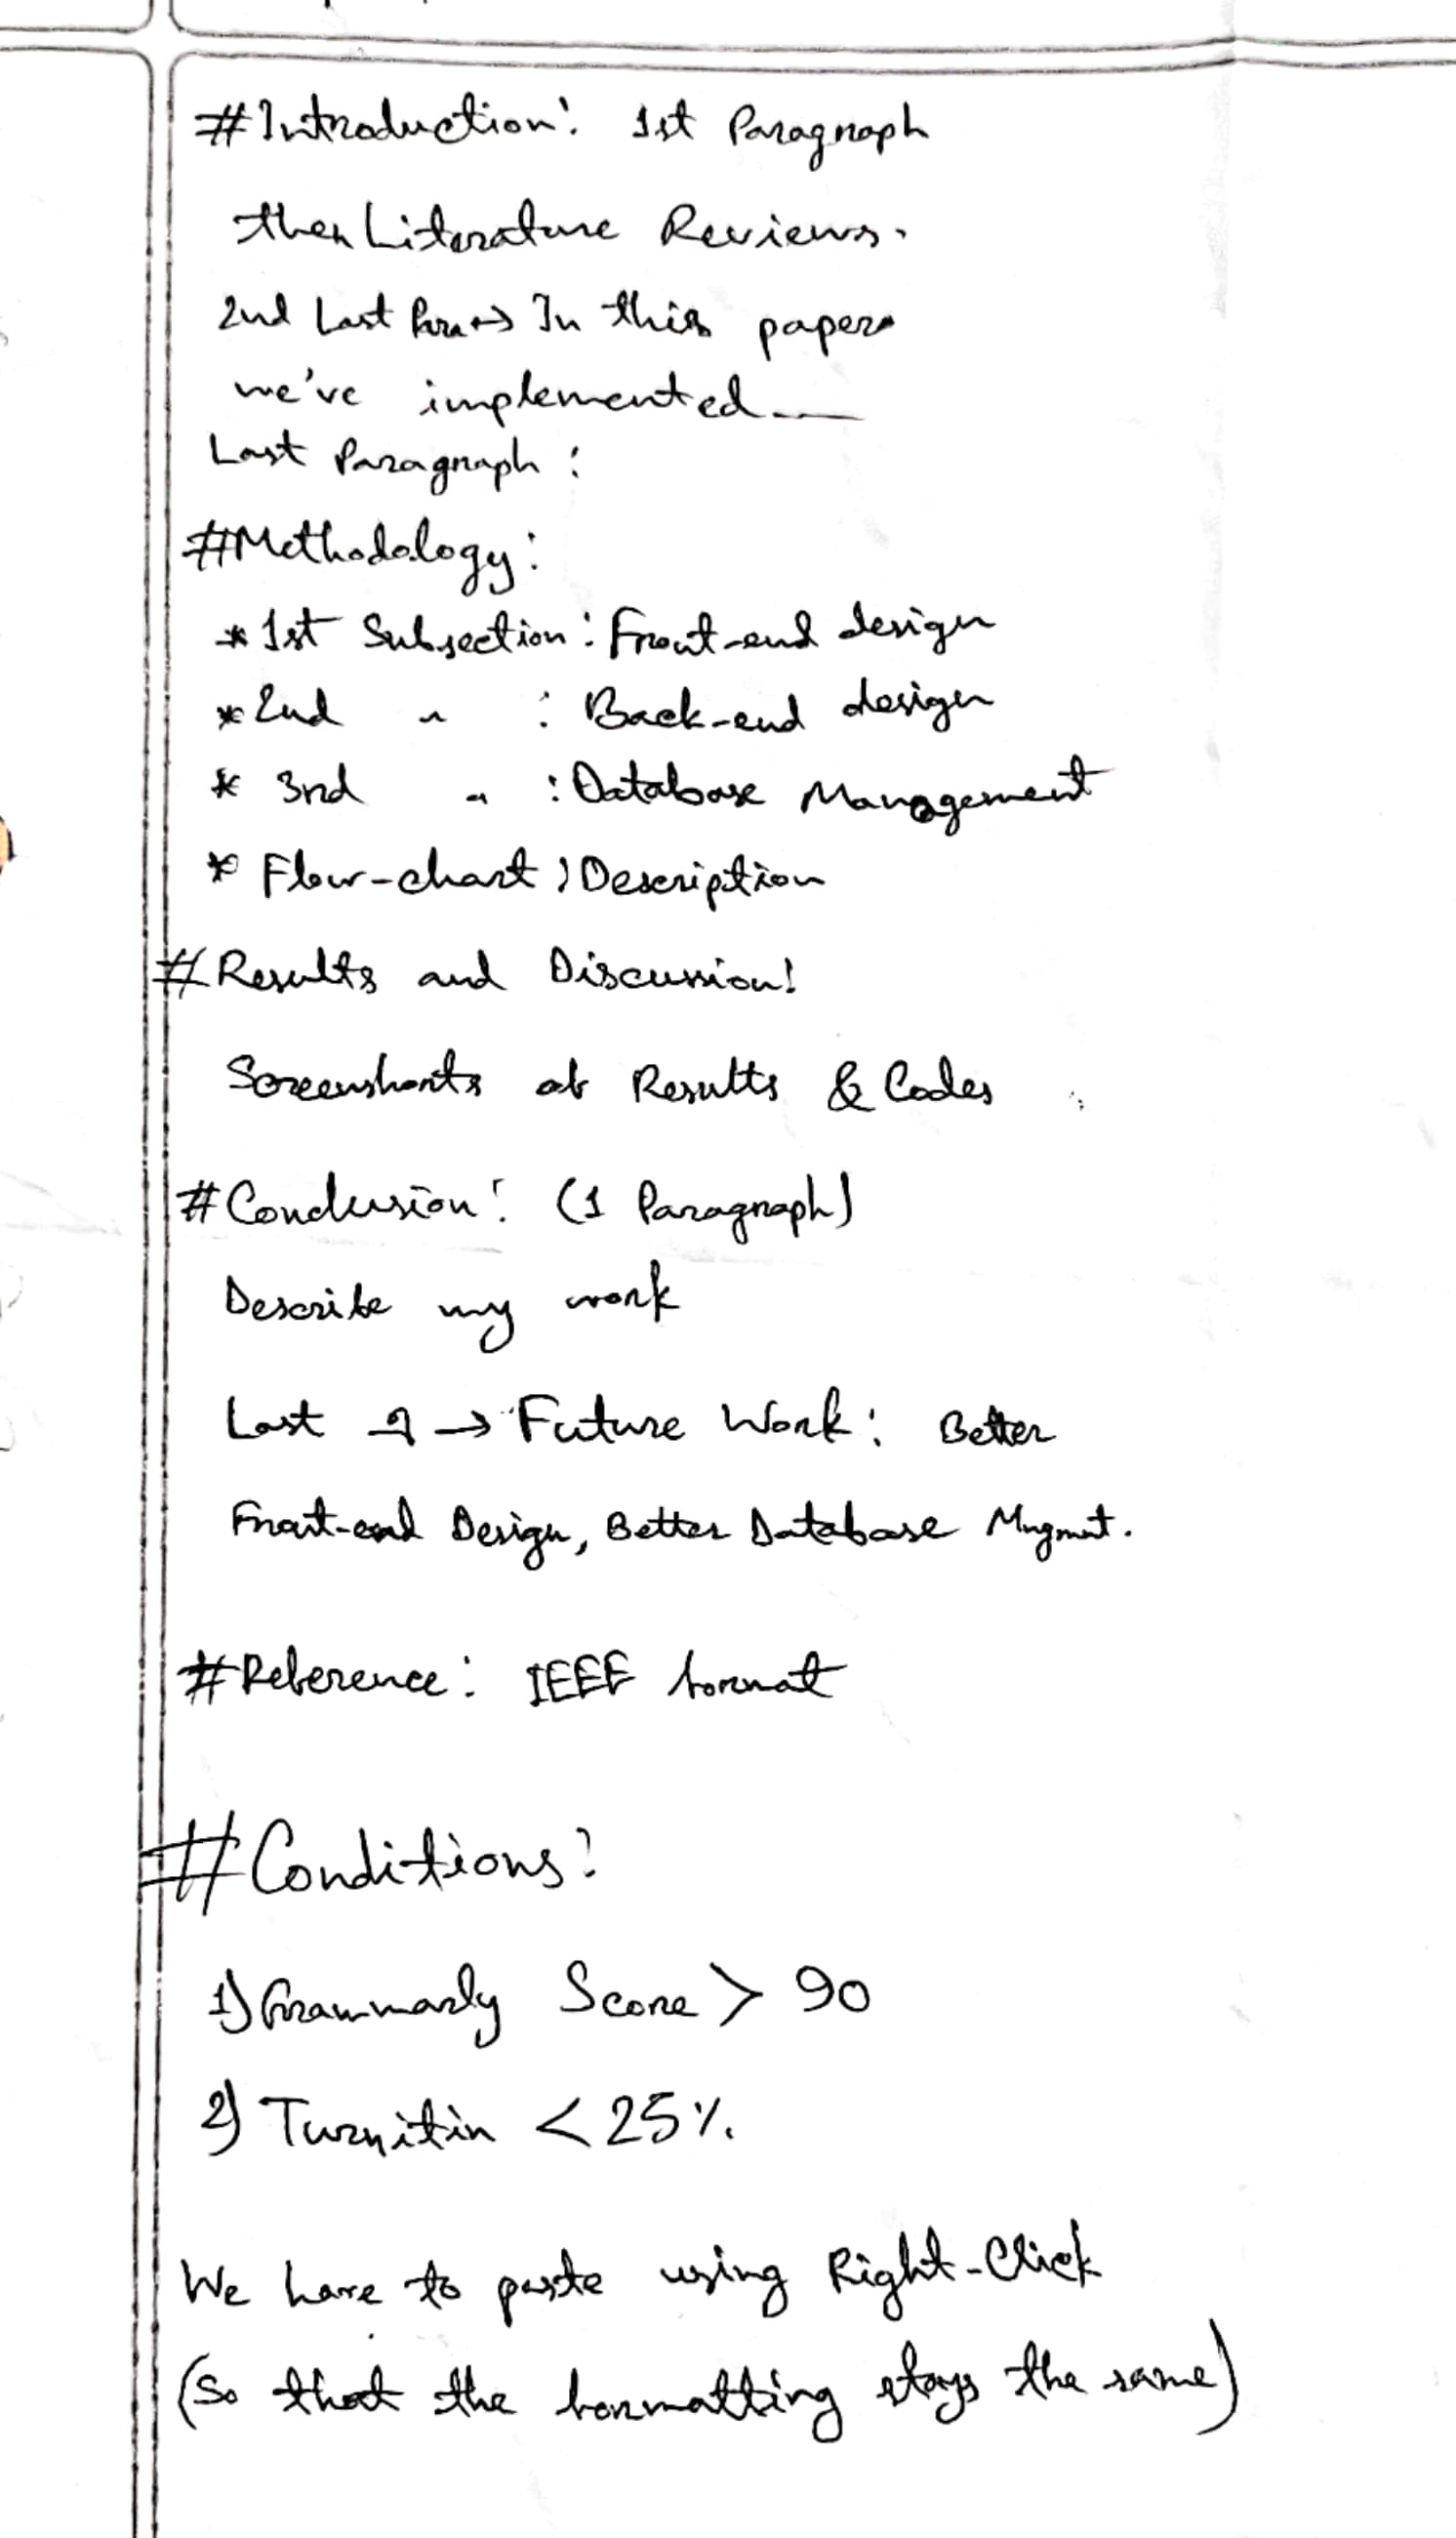 #Introduction: 1st Paragraph
then Literature Reviews.
2nd Last Para → In this paper
we've implemented __
Last Paragraph :
#Methodology:
* 1st Subsection : Front-end design
* 2nd " : Back-end design
* 3rd " : Database Management
* Flow-chart : Description
#Results and Discussion:
Screenshorts of Results & Codes
#Conclusion: (1 Paragraph)
Describe my work
Last → Future Work: Better
Front-end Design, Better Database Mngmnt.
#Reference: IEEE format
#Conditions:
1) Grammarly Score > 90
2) Turnitin < 25%
We have to paste using Right-Click
(So that the formatting stays the same)